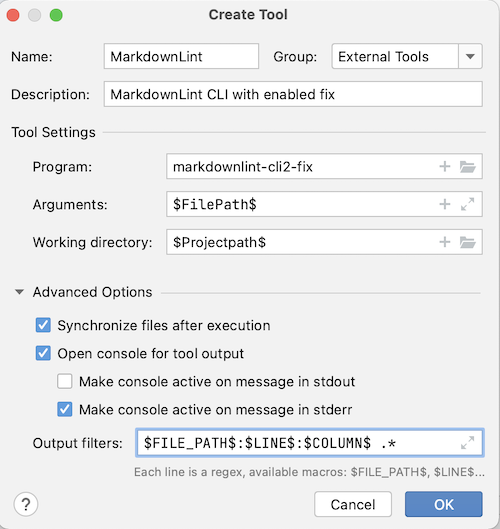 Create Tool
Name: MarkdownLint Group: External Tools
Description: MarkdownLint CLI with enabled fix
Tool Settings
Program: markdownlint-cli2-fix
Arguments: $FilePath$
Working directory: $Projectpath$
Advanced Options
Synchronize files after execution
Open console for tool output
Make console active on message in stdout
Make console active on message in stderr
Output filters: $FILE_PATH$:$LINE$:$COLUMN$ .*
Each line is a regex, available macros: $FILE_PATH$, $LINE$...
? Cancel OK